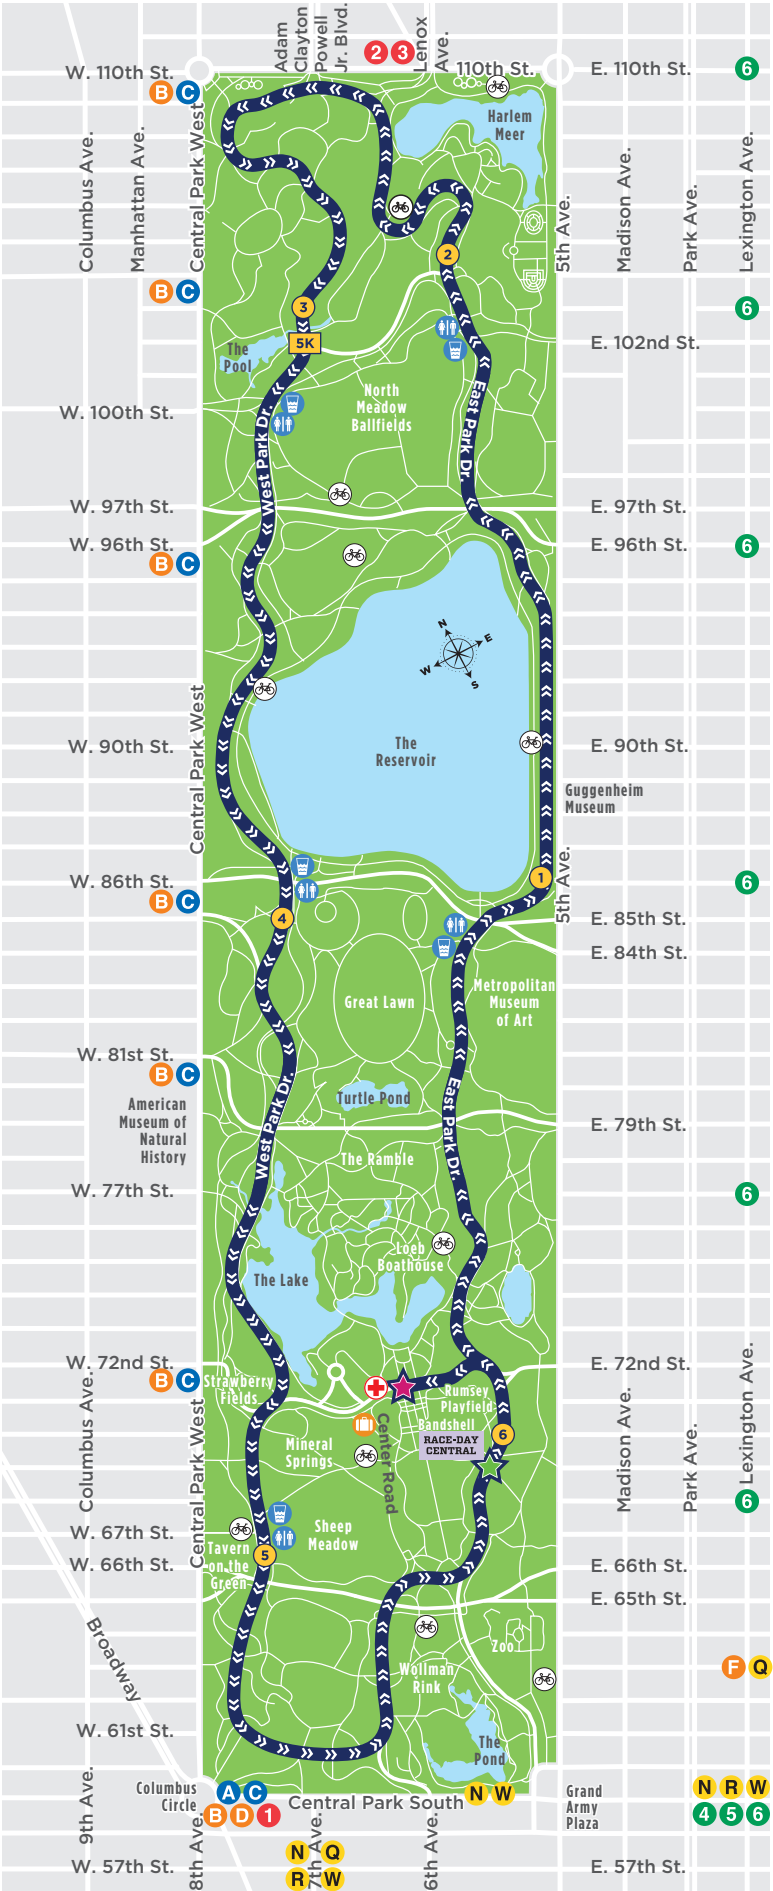 Adam
Clayton
Powell
Jr. Blvd.
2 3
Lenox
Ave.
W. 110th St.
110th St.
E. 110th St.
6
B C
Harlem
Meer
Columbus Ave.
Manhattan Ave.
Central Park West
5th Ave.
Madison Ave.
Park Ave.
Lexington Ave.
2
B C
3
6
5K
The
Pool
E. 102nd St.
North
Meadow
Ballfields
W. 100th St.
West Park Dr.
East Park Dr.
W. 97th St.
E. 97th St.
W. 96th St.
E. 96th St.
6
B C
N
E
W
S
Central Park West
W. 90th St.
The
Reservoir
E. 90th St.
Guggenheim
Museum
5th Ave.
1
W. 86th St.
6
B C
4
E. 85th St.
E. 84th St.
Great Lawn
Metropolitan
Museum
of Art
W. 81st St.
B C
American
Museum of
Natural
History
West Park Dr.
Turtle Pond
East Park Dr.
E. 79th St.
The Ramble
W. 77th St.
6
Loeb
Boathouse
The Lake
W. 72nd St.
E. 72nd St.
B C
Strawberry
Fields
Rumsey
Playfield
Bandshell
RACE-DAY
CENTRAL
6
Columbus Ave.
Central Park West
Center Road
Mineral
Springs
Madison Ave.
Park Ave.
Lexington Ave.
6
W. 67th St.
Sheep
Meadow
Tavern
on the
Green
5
W. 66th St.
E. 66th St.
E. 65th St.
Broadway
Zoo
Wollman
Rink
F Q
W. 61st St.
The
Pond
Columbus
Circle
A C
B D 1
Central Park South
N W
Grand
Army
Plaza
N R W
4 5 6
9th Ave.
8th Ave.
7th Ave.
6th Ave.
N Q
R W
W. 57th St.
E. 57th St.